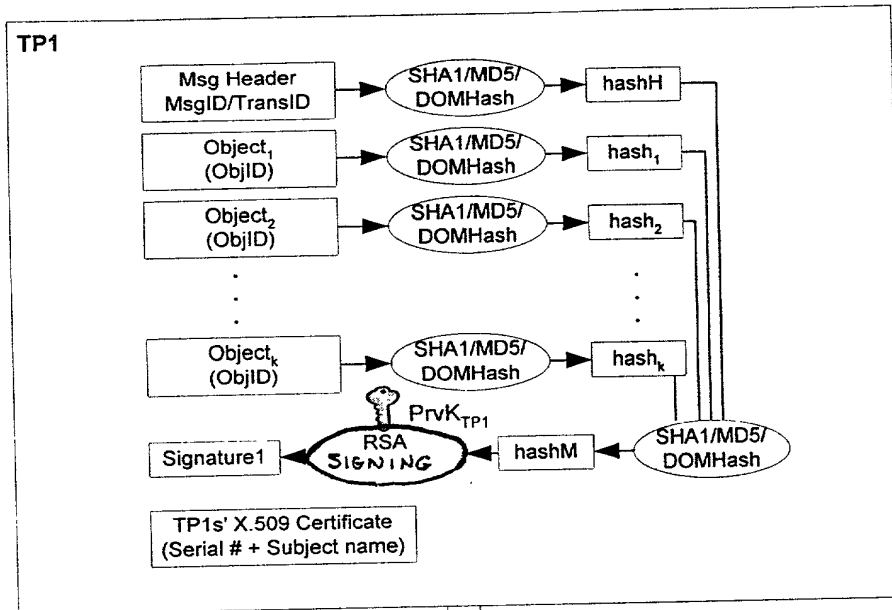 TP1
Msg Header
MsgID/TransID
SHA1/MD5/
DOMHash
hashH
Object₁
(ObjID)
SHA1/MD5/
DOMHash
hash₁
Object₂
(ObjID)
SHA1/MD5/
DOMHash
hash₂
Objectₖ
(ObjID)
SHA1/MD5/
DOMHash
hashₖ
PrvK_TP1
Signature1
RSA
SIGNING
hashM
SHA1/MD5/
DOMHash
TP1s' X.509 Certificate
(Serial # + Subject name)